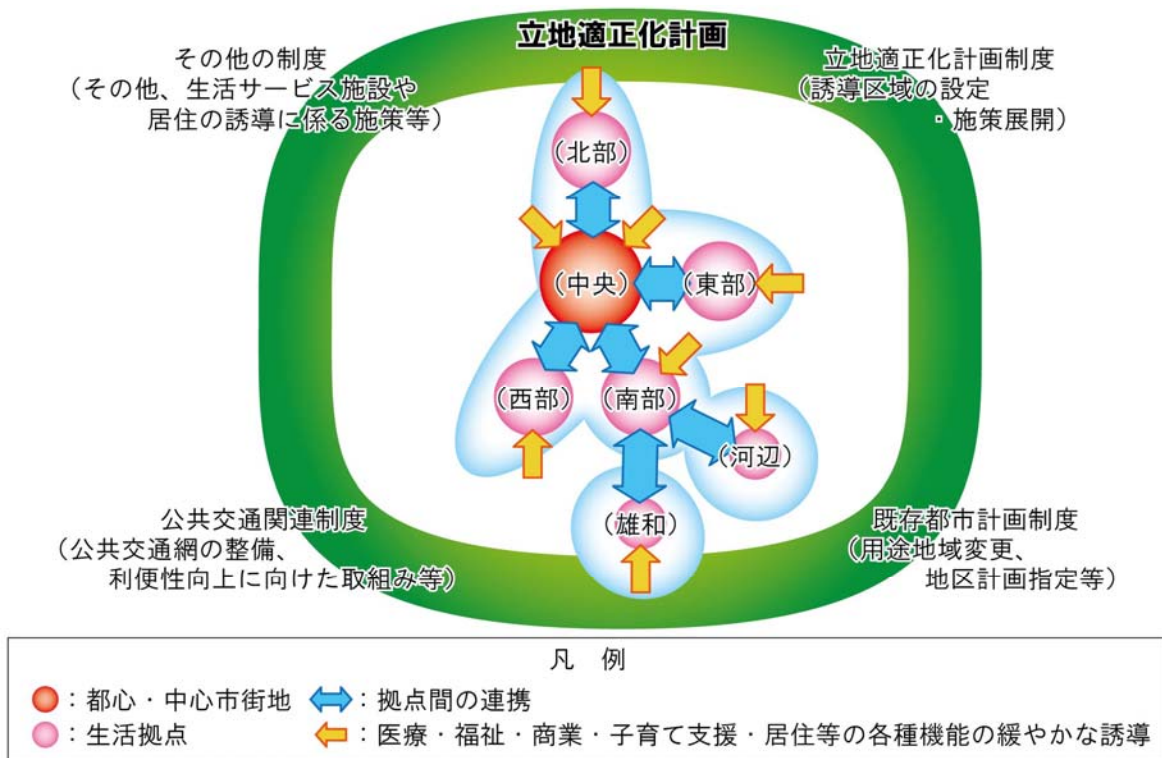 立地適正化計画
その他の制度
（その他、生活サービス施設や
居住の誘導に係る施策等）
立地適正化計画制度
（誘導区域の設定
・施策展開）
（北部）
（中央）
（東部）
（西部）
（南部）
（河辺）
（雄和）
公共交通関連制度
（公共交通網の整備、
利便性向上に向けた取組み等）
既存都市計画制度
（用途地域変更、
地区計画指定等）
凡　例
：都心・中心市街地
：拠点間の連携
：生活拠点
：医療・福祉・商業・子育て支援・居住等の各種機能の緩やかな誘導